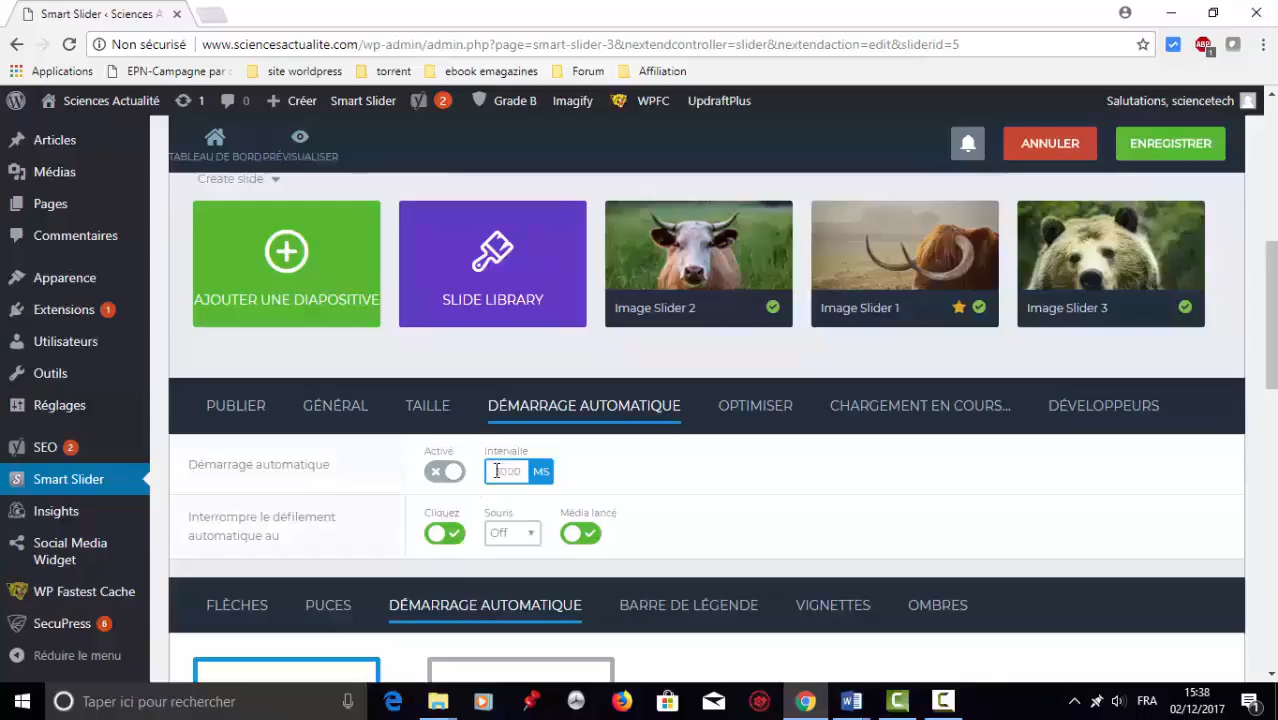 Smart Slider ‹ Sciences A
Non sécurisé www.sciencesactualite.com/wp-admin/admin.php?page=smart-slider-3&nextendcontroller=slider&nextendaction=edit&sliderid=5
ABP 1
Applications EPN-Campagne par site worldpress torrent ebook emagazines Forum Affiliation
Sciences Actualité 1 0 Créer Smart Slider 2 Grade B Imagify WPFC UpdraftPlus Salutations, sciencetech
Articles
Médias
Pages
Commentaires
Apparence
Extensions 1
Utilisateurs
Outils
Réglages
SEO 2
Smart Slider
Insights
Social Media
Widget
WP Fastest Cache
SecuPress 6
Réduire le menu
TABLEAU DE BORD PRÉVISUALISER ANNULER ENREGISTRER
Create slide
AJOUTER UNE DIAPOSITIVE SLIDE LIBRARY Image Slider 2 Image Slider 1 Image Slider 3
PUBLIER GÉNÉRAL TAILLE DÉMARRAGE AUTOMATIQUE OPTIMISER CHARGEMENT EN COURS... DÉVELOPPEURS
Activé Intervalle
Démarrage automatique MS
Cliquez Souris Média lancé
Interrompre le défilement
automatique au Off
FLÈCHES PUCES DÉMARRAGE AUTOMATIQUE BARRE DE LÉGENDE VIGNETTES OMBRES
Taper ici pour rechercher FRA 15:38
02/12/2017 1